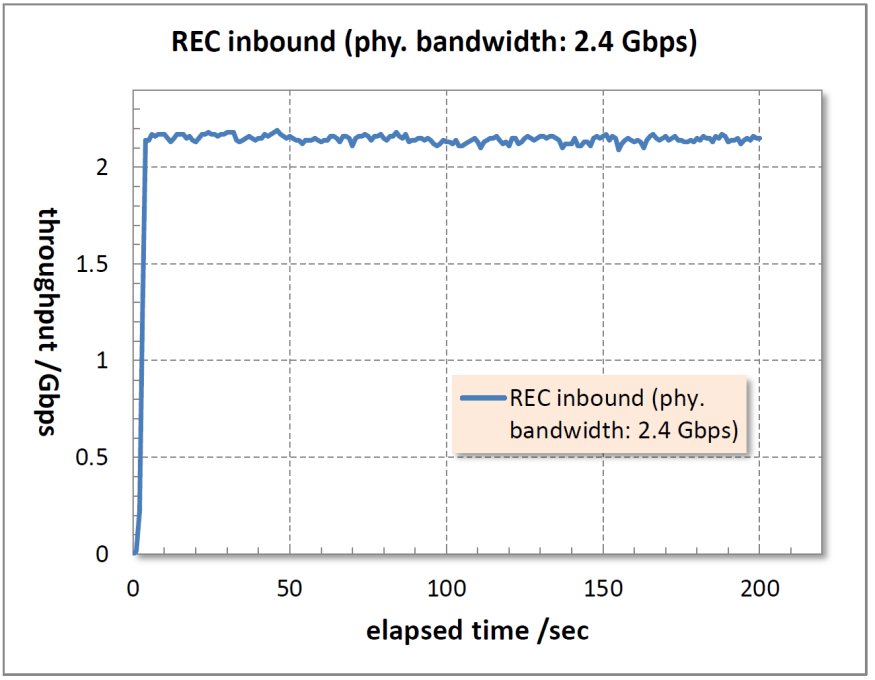 REC inbound (phy. bandwidth: 2.4 Gbps)
throughput /Gbps
2
1.5
1
0.5
0
REC inbound (phy.
bandwidth: 2.4 Gbps)
0 50 100 150 200
elapsed time /sec